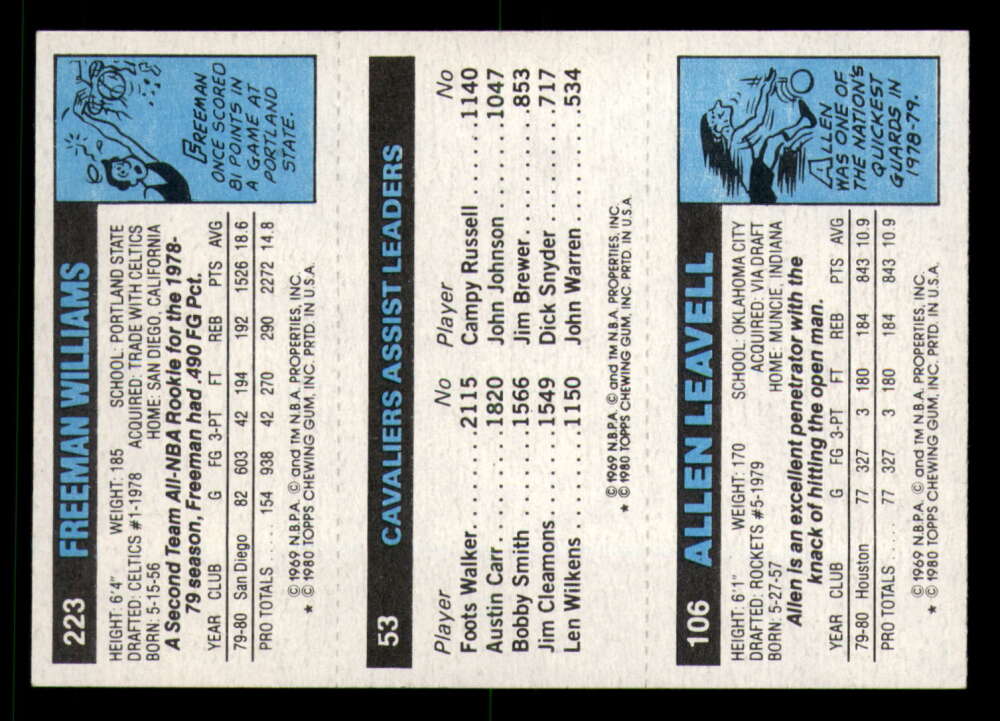 223 FREEMAN WILLIAMS
HEIGHT: 6'4" WEIGHT: 185 SCHOOL: PORTLAND STATE
DRAFTED: CELTICS #1-1978 ACQUIRED: TRADE WITH CELTICS
BORN: 5-15-56 HOME: SAN DIEGO, CALIFORNIA
A Second Team All-NBA Rookie for the 1978-
79 season, Freeman had .490 FG Pct.
YEAR CLUB G FG 3-PT FT REB PTS AVG
79-80 San Diego 82 603 42 194 192 1526 18.6
PRO TOTALS .... 154 938 42 270 290 2272 14.8
© 1969 N.B.P.A. © and TM N.B.A. PROPERTIES, INC.
* © 1980 TOPPS CHEWING GUM, INC. PRTD. IN U.S.A.
FREEMAN
ONCE SCORED
81 POINTS IN
A GAME AT
PORTLAND
STATE.
53 CAVALIERS ASSIST LEADERS
Player No Player No
Foots Walker....2115 Campy Russell...1140
Austin Carr.....1820 John Johnson....1047
Bobby Smith....1566 Jim Brewer.......853
Jim Cleamons...1549 Dick Snyder......717
Len Wilkens.....1150 John Warren.....534
© 1969 N.B.P.A. © and TM N.B.A. PROPERTIES, INC.
* © 1980 TOPPS CHEWING GUM, INC PRTD IN U.S.A.
106 ALLEN LEAVELL
HEIGHT: 6'1" WEIGHT: 170 SCHOOL: OKLAHOMA CITY
DRAFTED: ROCKETS #5-1979 ACQUIRED: VIA DRAFT
BORN: 5-27-57 HOME: MUNCIE, INDIANA
Allen is an excellent penetrator with the
knack of hitting the open man.
YEAR CLUB G FG 3-PT FT REB PTS AVG
79-80 Houston 77 327 3 180 184 843 10.9
PRO TOTALS ..... 77 327 3 180 184 843 10.9
© 1969 N.B.P.A. © and TM N.B.A. PROPERTIES, INC.
* © 1980 TOPPS CHEWING GUM, INC. PRTD. IN U.S.A.
ALLEN
WAS ONE OF
THE NATION'S
QUICKEST
GUARDS IN
1978-79.